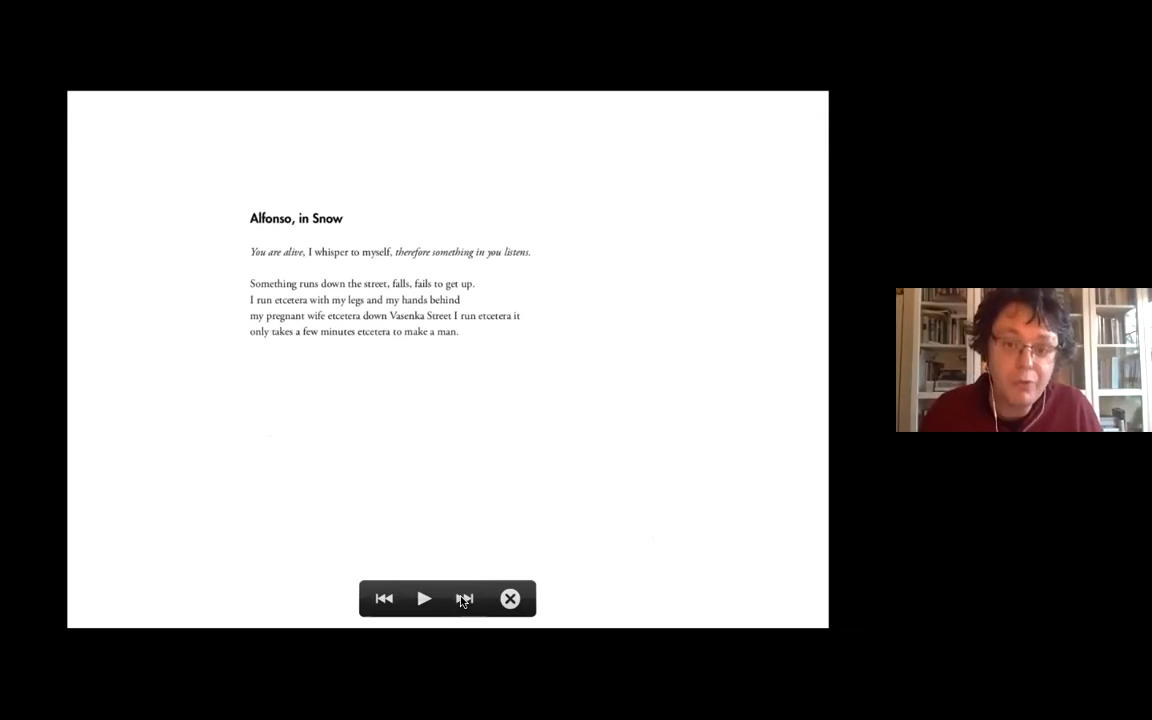 Alfonso, in Snow
You are alive, I whisper to myself, therefore something in you listens.
Something runs down the street, falls, fails to get up.
I run etcetera with my legs and my hands behind
my pregnant wife etcetera down Vasenka Street I run etcetera it
only takes a few minutes etcetera to make a man.